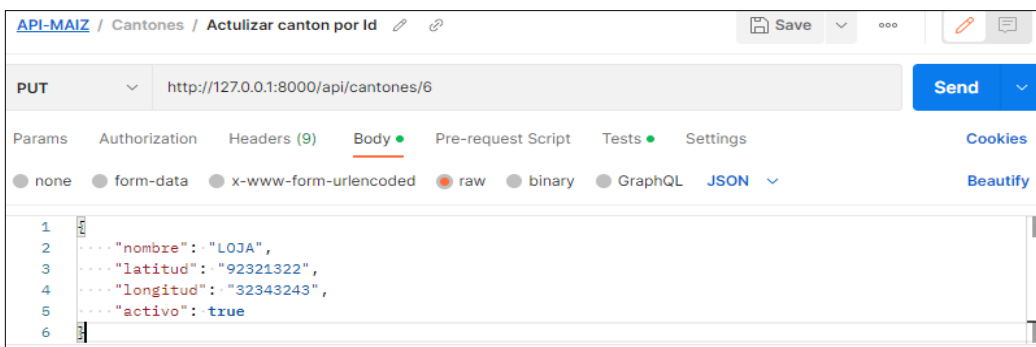 API-MAIZ / Cantones / Actulizar canton por Id Save
PUT http://127.0.0.1:8000/api/cantones/6 Send
Params Authorization Headers (9) Body Pre-request Script Tests Settings Cookies
none form-data x-www-form-urlencoded raw binary GraphQL JSON Beautify
1 {
2 "nombre": "LOJA",
3 "latitud": "92321322",
4 "longitud": "32343243",
5 "activo": true
6 }